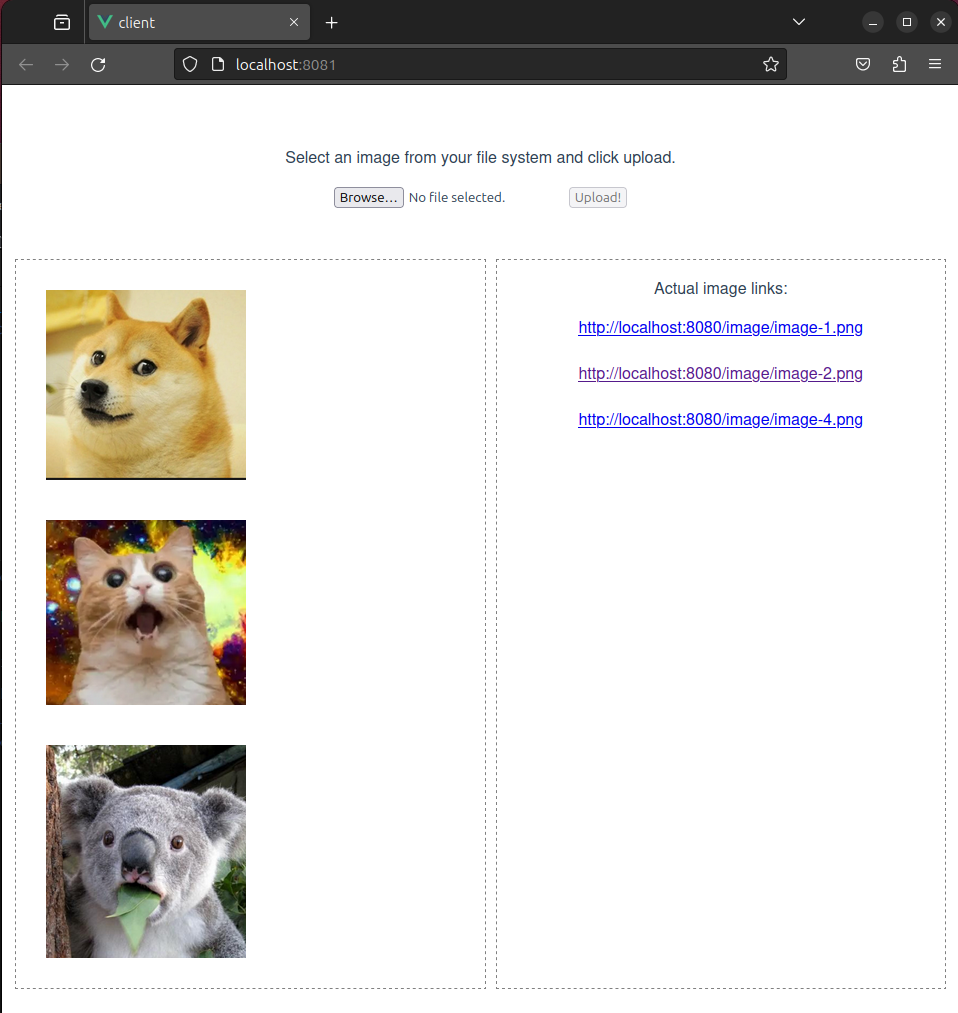 client
localhost:8081
Select an image from your file system and click upload.
Browse... No file selected. Upload!
Actual image links:
http://localhost:8080/image/image-1.png
http://localhost:8080/image/image-2.png
http://localhost:8080/image/image-4.png